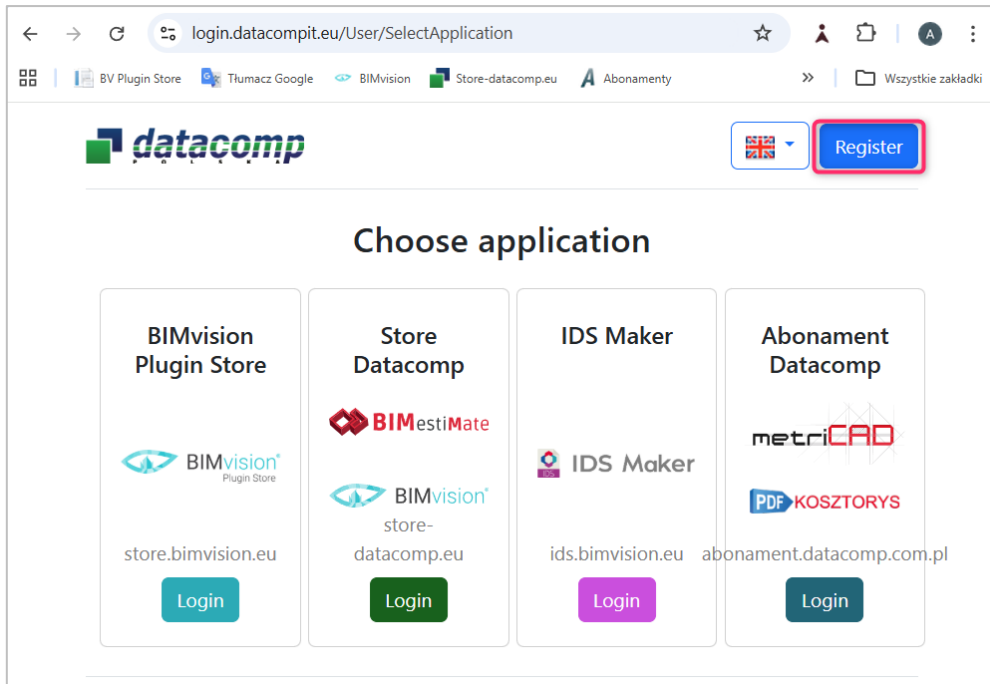 login.datacompit.eu/User/SelectApplication
A
BV Plugin Store Tłumacz Google BIMvision Store-datacomp.eu Abonamenty » Wszystkie zakładki
datacomp Register
Choose application
BIMvision
Plugin Store
BIMvision®
Plugin Store
store.bimvision.eu
Login
Store
Datacomp
BIMestiMate
BIMvision®
store-
datacomp.eu
Login
IDS Maker
IDS
IDS Maker
ids.bimvision.eu
Login
Abonament
Datacomp
metriCAD
PDF KOSZTORYS
abonament.datacomp.com.pl
Login